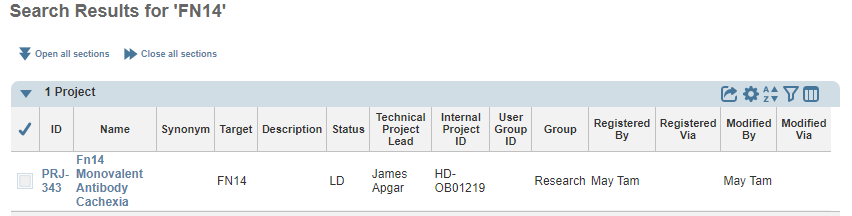 Search Results for 'FN14'
Open all sections Close all sections
1 Project
ID Name Synonym Target Description Status Technical Project Lead Internal Project ID User Group ID Group Registered By Registered Via Modified By Modified Via
PRJ-343 Fn14 Monovalent Antibody Cachexia FN14 LD James Apgar HD-OB01219 Research May Tam May Tam